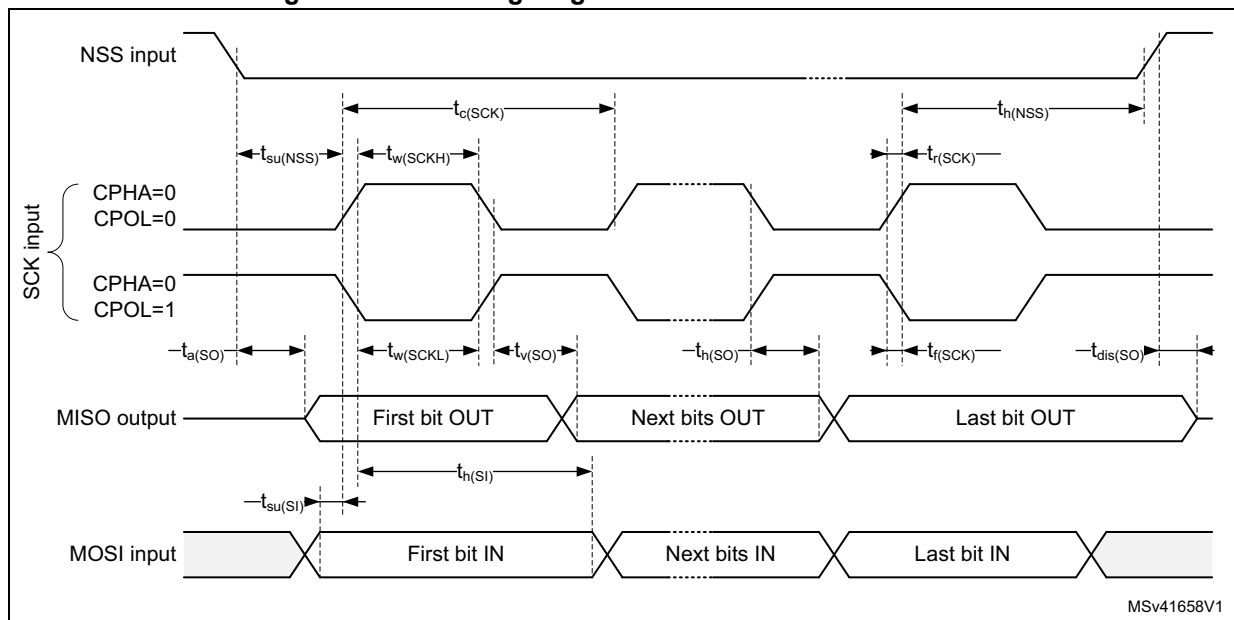 NSS input
tc(SCK)
th(NSS)
tsu(NSS)
tw(SCKH)
tr(SCK)
SCK input
CPHA=0
CPOL=0
CPHA=0
CPOL=1
ta(SO)
tw(SCKL)
tv(SO)
th(SO)
tf(SCK)
tdis(SO)
MISO output
First bit OUT
Next bits OUT
Last bit OUT
th(SI)
tsu(SI)
MOSI input
First bit IN
Next bits IN
Last bit IN
MSv41658V1